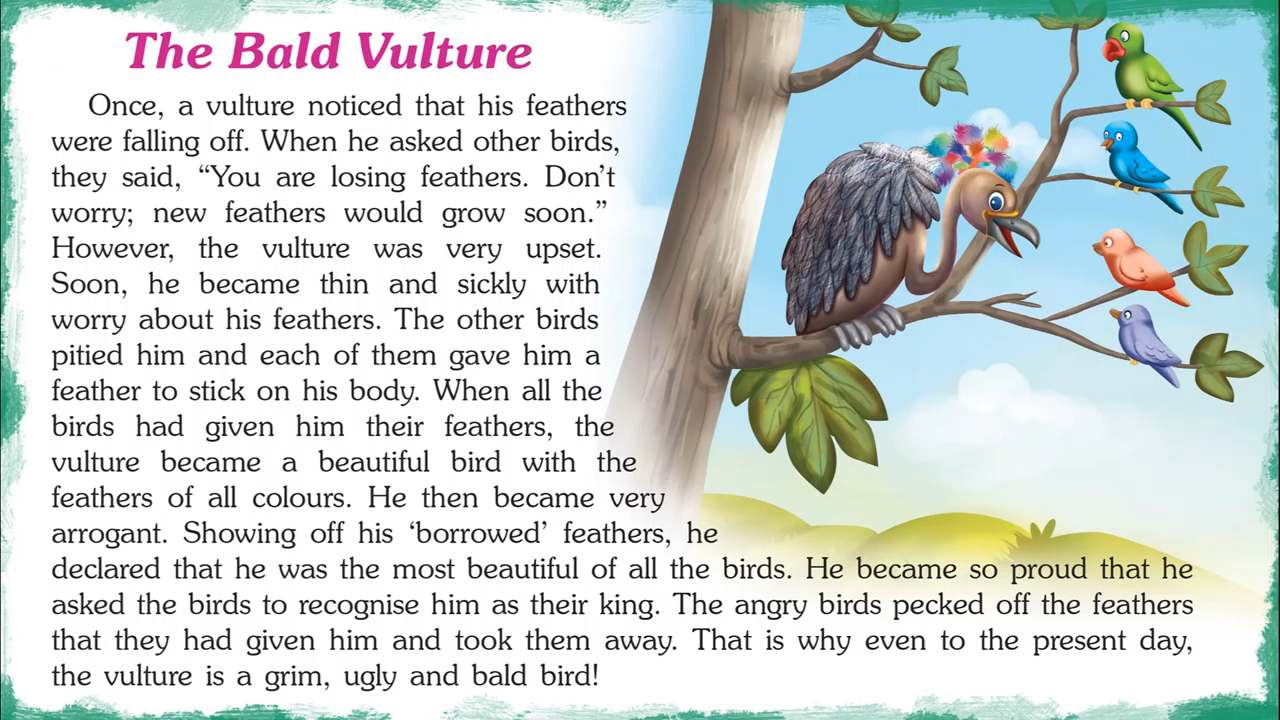 The Bald Vulture
Once, a vulture noticed that his feathers
were falling off. When he asked other birds,
they said, “You are losing feathers. Don’t
worry; new feathers would grow soon.”
However, the vulture was very upset.
Soon, he became thin and sickly with
worry about his feathers. The other birds
pitied him and each of them gave him a
feather to stick on his body. When all the
birds had given him their feathers, the
vulture became a beautiful bird with the
feathers of all colours. He then became very
arrogant. Showing off his ‘borrowed’ feathers, he
declared that he was the most beautiful of all the birds. He became so proud that he
asked the birds to recognise him as their king. The angry birds pecked off the feathers
that they had given him and took them away. That is why even to the present day,
the vulture is a grim, ugly and bald bird!